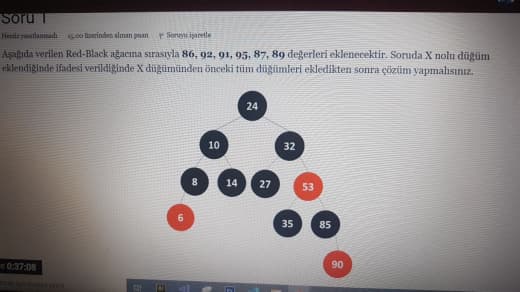 Soru 1
Henüz yanıtlanmadı 15,00 üzerinden alınan puan Soruyu işaretle
Aşağıda verilen Red-Black ağacına sırasıyla 86, 92, 91, 95, 87, 89 değerleri eklenecektir. Soruda X nolu düğüm
eklendiğinde ifadesi verildiğinde X düğümünden önceki tüm düğümleri ekledikten sonra çözüm yapmalısınız.
24
10 32
8 14 27 53
6 35 85
90
0:37:08